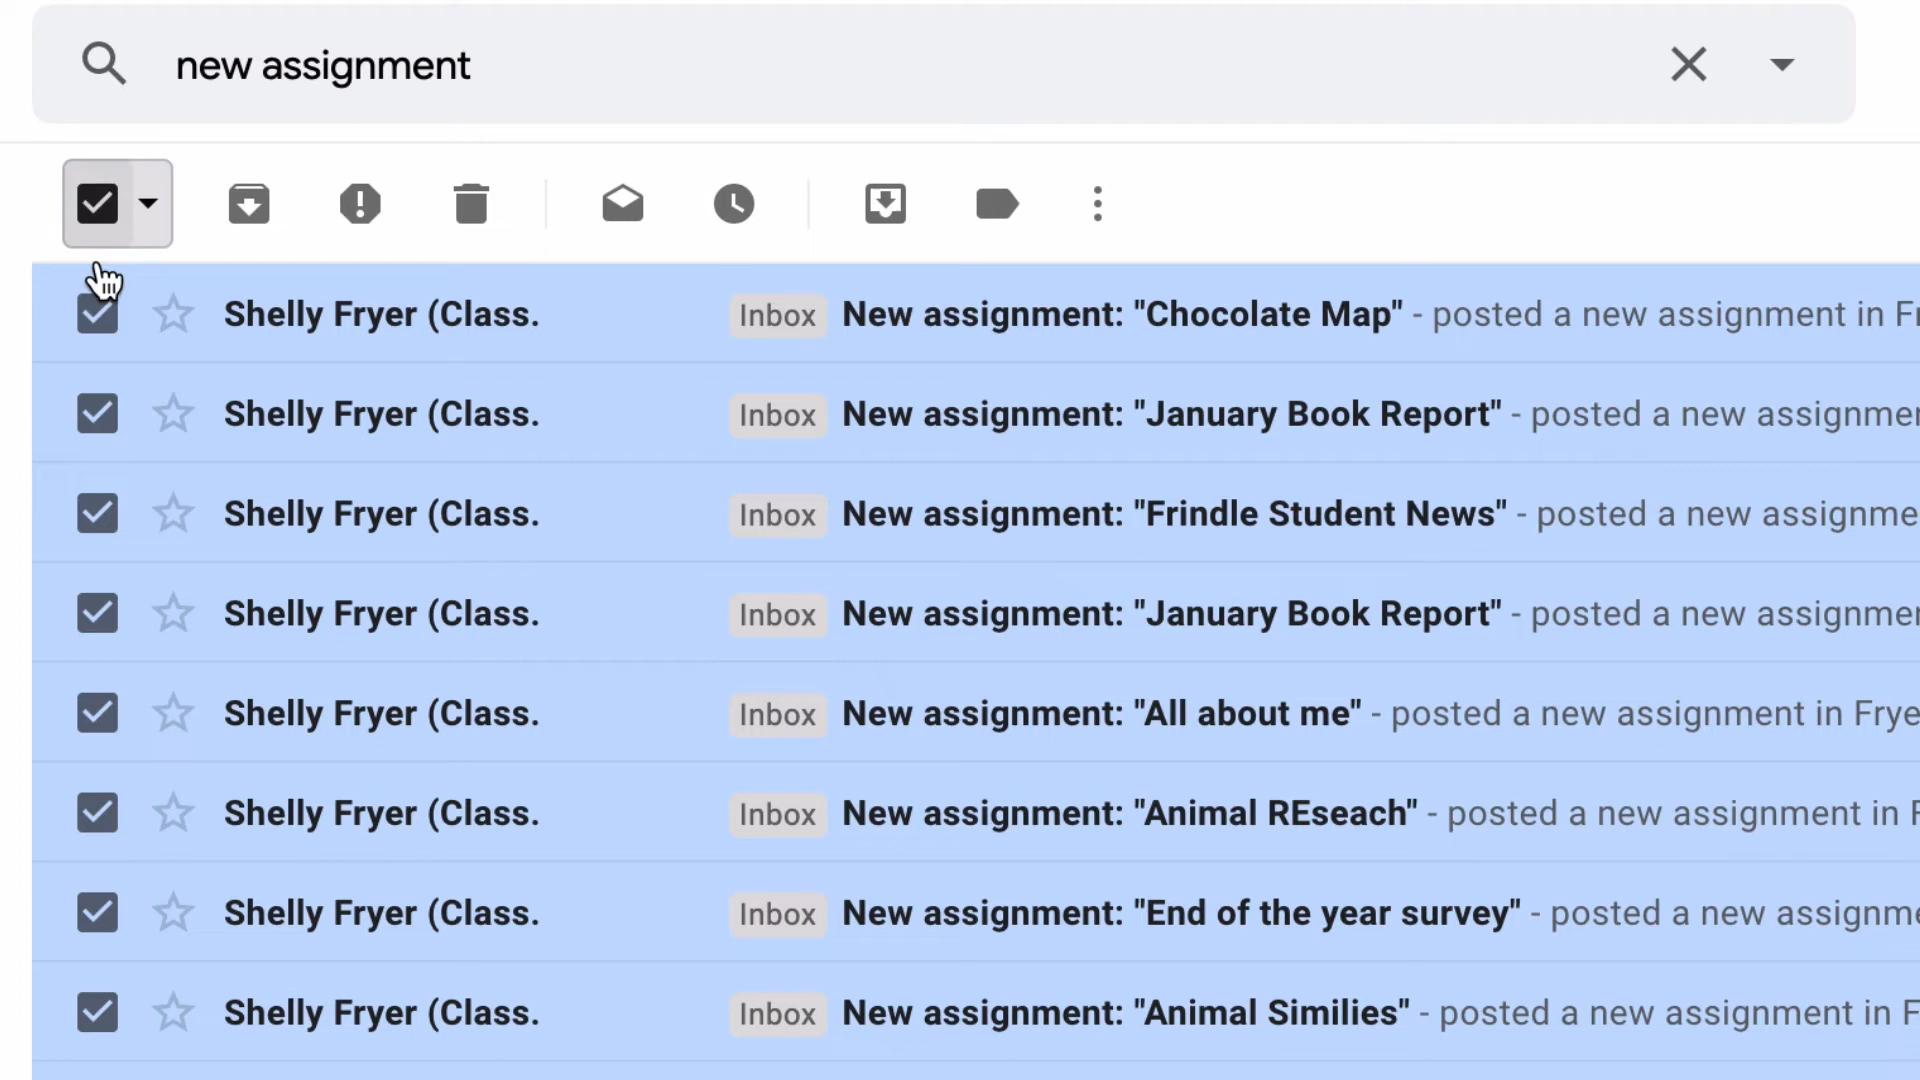 new assignment
Shelly Fryer (Class. Inbox New assignment: "Chocolate Map" - posted a new assignment in
Shelly Fryer (Class. Inbox New assignment: "January Book Report" - posted a new
Shelly Fryer (Class. Inbox New assignment: "Frindle Student News" - posted a new
Shelly Fryer (Class. Inbox New assignment: "January Book Report" - posted a new
Shelly Fryer (Class. Inbox New assignment: "All about me" - posted a new assignment in
Shelly Fryer (Class. Inbox New assignment: "Animal REseach" - posted a new assignment in
Shelly Fryer (Class. Inbox New assignment: "End of the year survey" - posted a new
Shelly Fryer (Class. Inbox New assignment: "Animal Similies" - posted a new assignment in